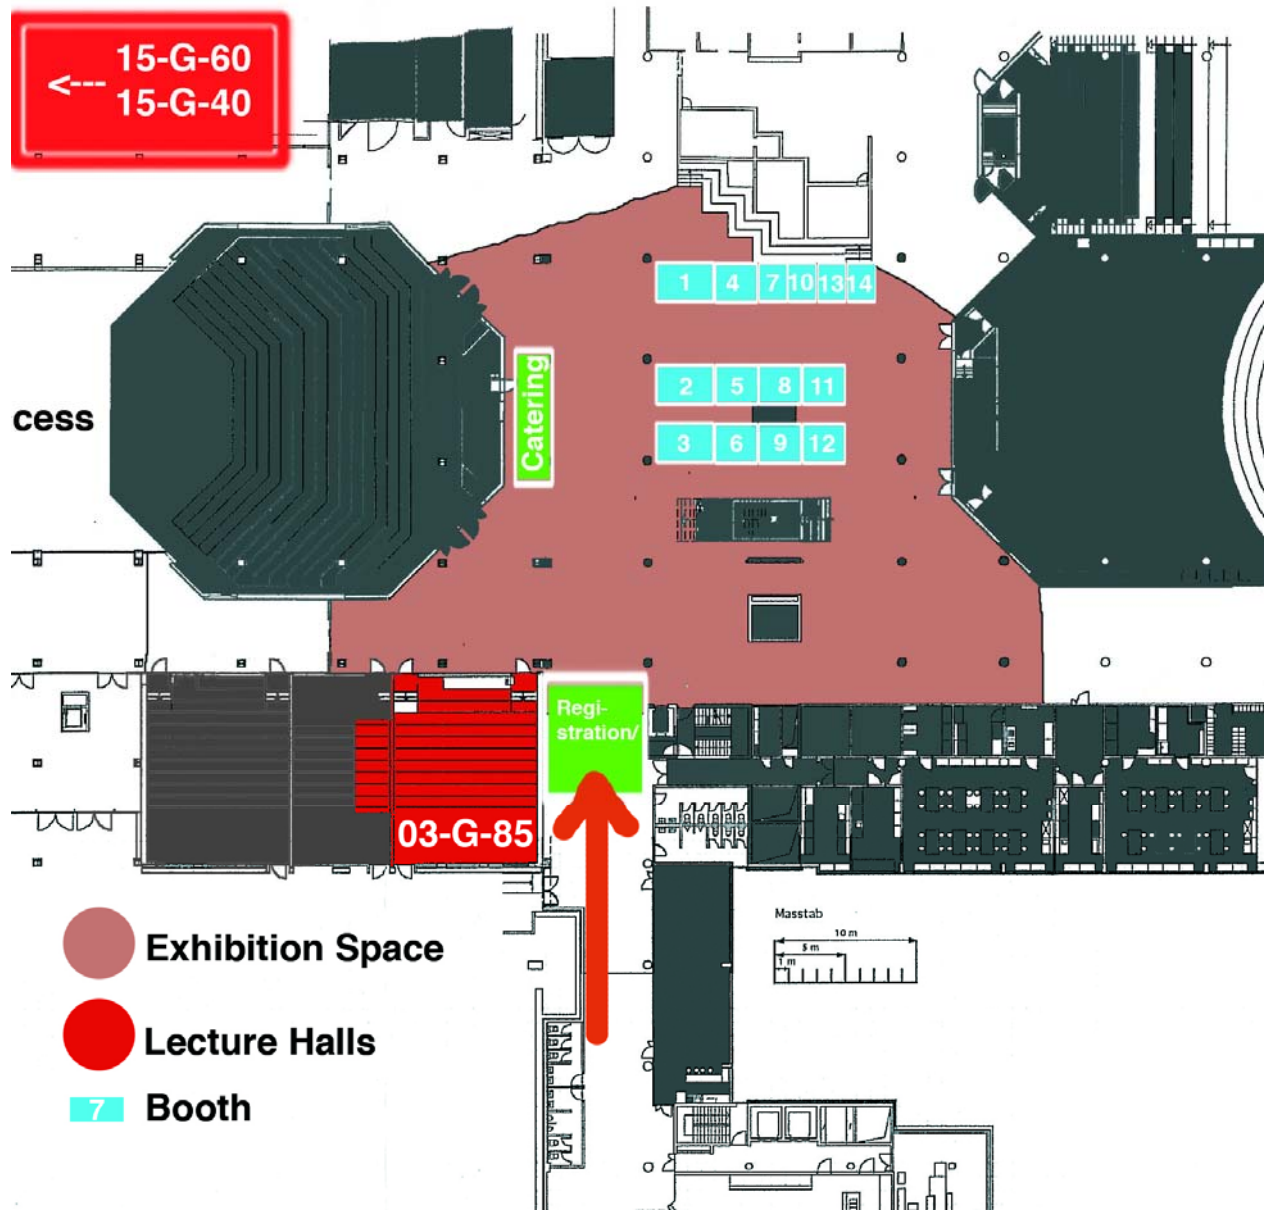 15-G-60
<--- 15-G-40
1 4 7 10 13 14
2 5 8 11
3 6 9 12
Catering
cess
Regi-
stration/
03-G-85
Exhibition Space
Lecture Halls
7 Booth
Masstab
10 m
5 m
1 m